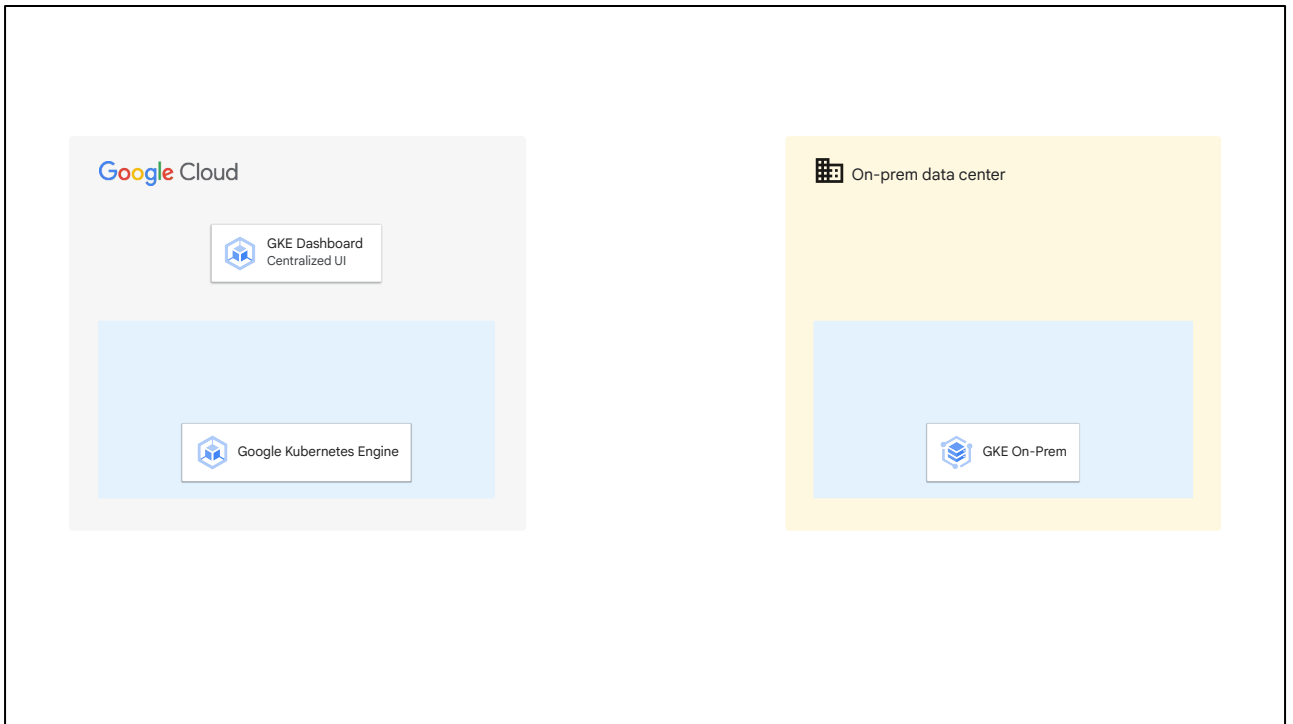 Google Cloud
On-prem data center
GKE Dashboard
Centralized UI
Google Kubernetes Engine
GKE On-Prem